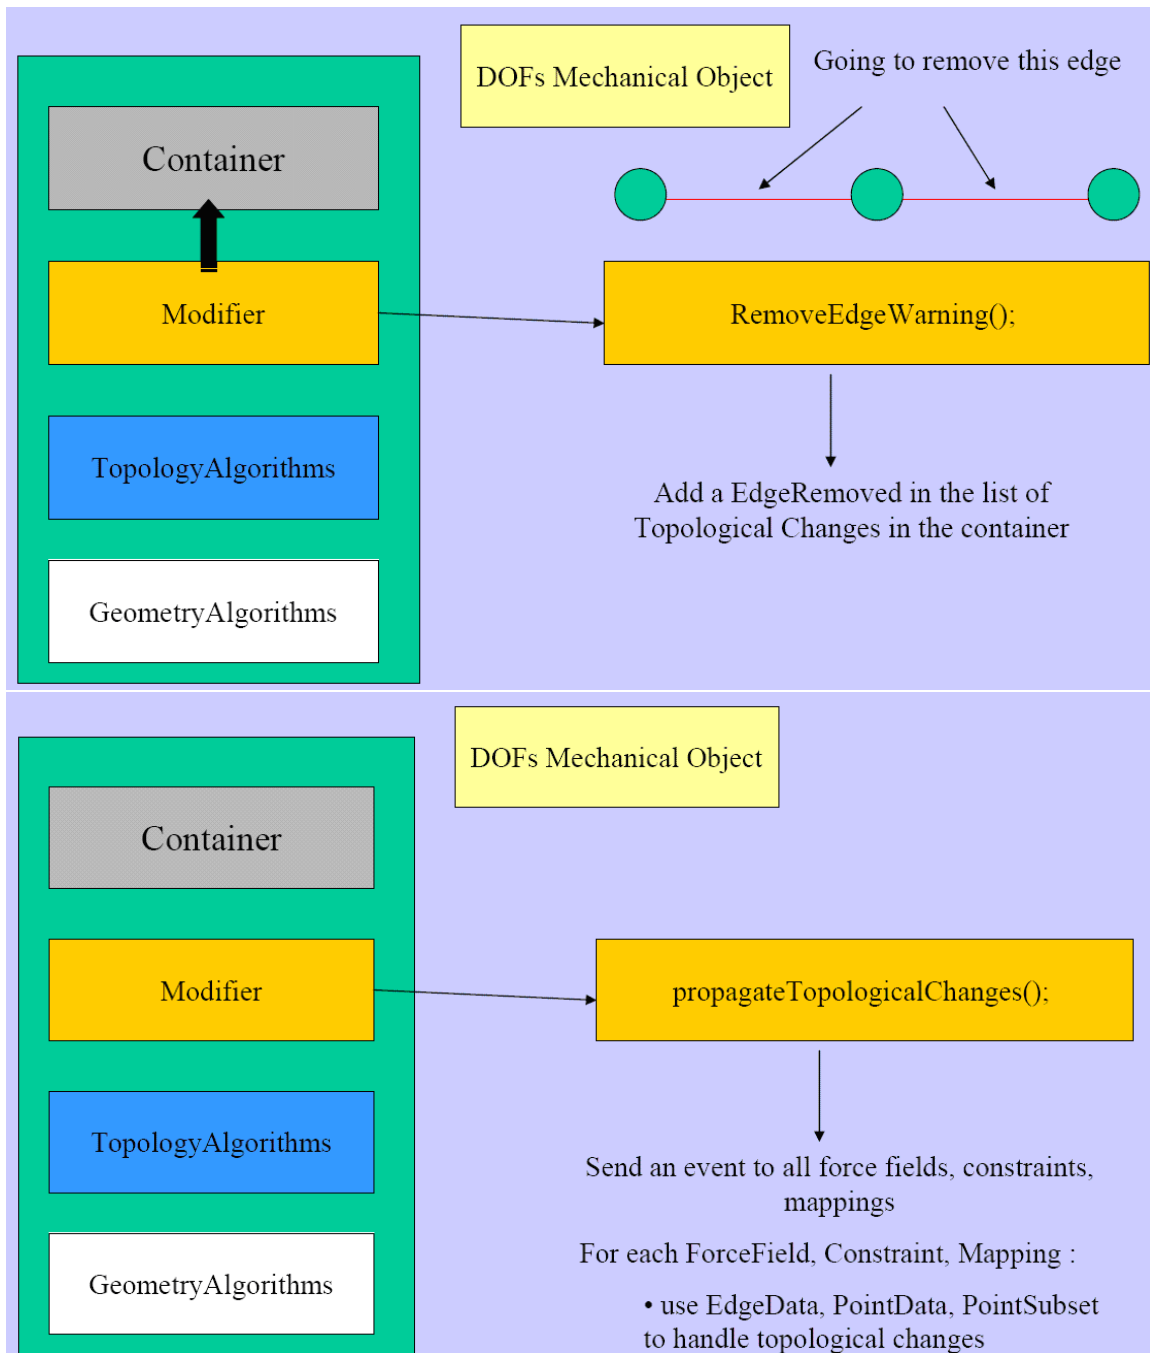 DOFs Mechanical Object
Going to remove this edge
Container
Modifier
RemoveEdgeWarning();
TopologyAlgorithms
Add a EdgeRemoved in the list of
Topological Changes in the container
GeometryAlgorithms
DOFs Mechanical Object
Container
Modifier
propagateTopologicalChanges();
TopologyAlgorithms
Send an event to all force fields, constraints,
mappings
For each ForceField, Constraint, Mapping :
GeometryAlgorithms
• use EdgeData, PointData, PointSubset
to handle topological changes